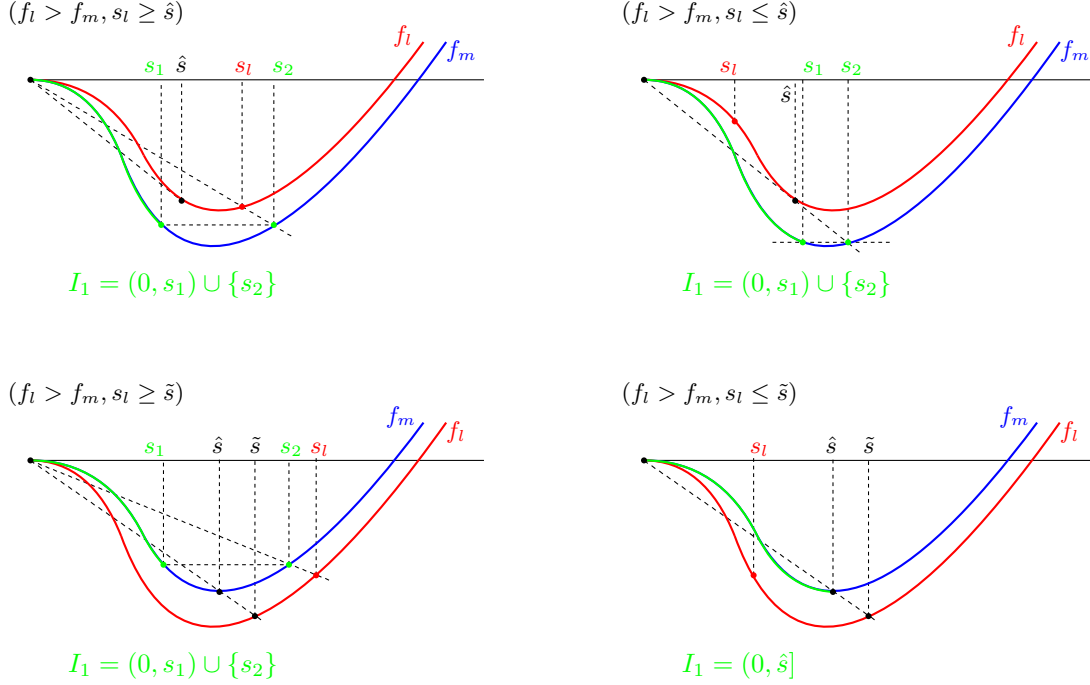 (f_l > f_m, s_l ≥ ŝ)
f_l
f_m
s_1 ŝ s_l s_2
I_1 = (0, s_1) ∪ {s_2}
(f_l > f_m, s_l ≤ ŝ)
f_l
f_m
s_l s_1 s_2
ŝ
I_1 = (0, s_1) ∪ {s_2}
(f_l > f_m, s_l ≥ s̃)
f_m f_l
s_1 ŝ s̃ s_2 s_l
I_1 = (0, s_1) ∪ {s_2}
(f_l > f_m, s_l ≤ s̃)
f_m f_l
s_l ŝ s̃
I_1 = (0, ŝ]